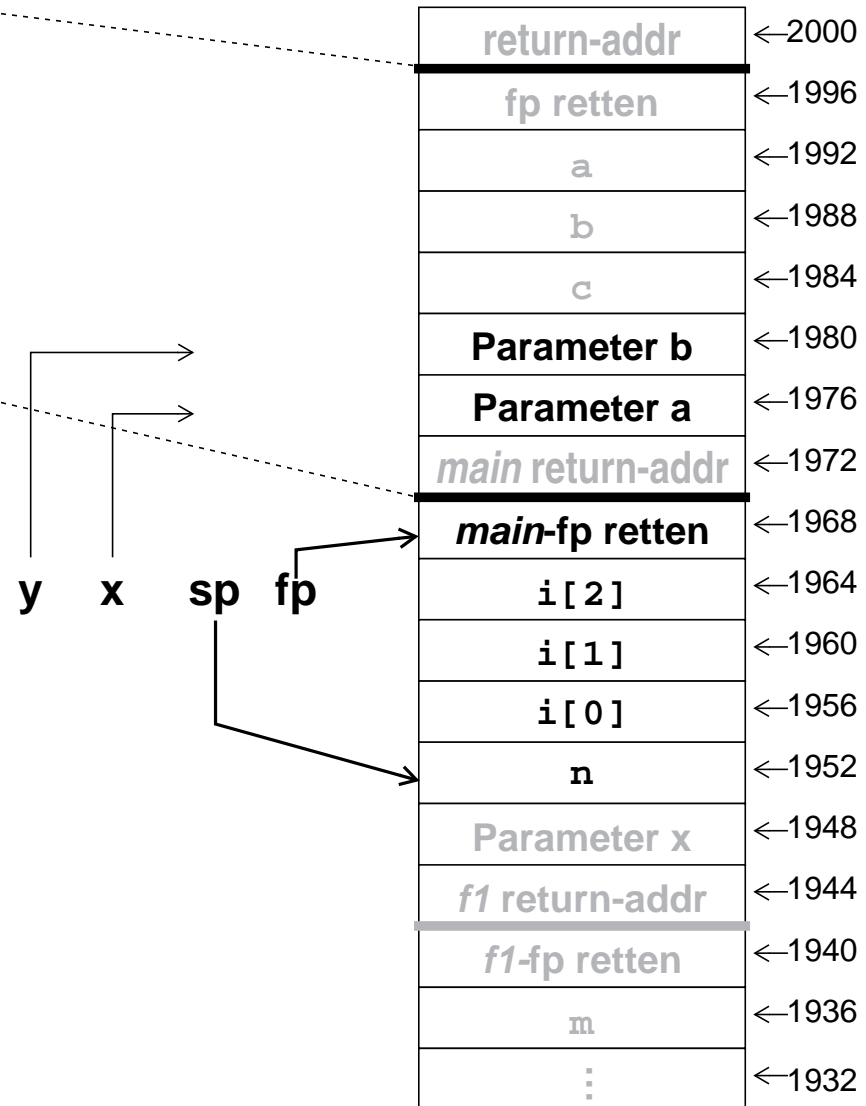 return-addr ←2000
fp retten ←1996
a ←1992
b ←1988
c ←1984
Parameter b ←1980
Parameter a ←1976
main return-addr ←1972
main-fp retten ←1968
y x sp fp i[2] ←1964
i[1] ←1960
i[0] ←1956
n ←1952
Parameter x ←1948
f1 return-addr ←1944
f1-fp retten ←1940
m ←1936
⋮ ←1932